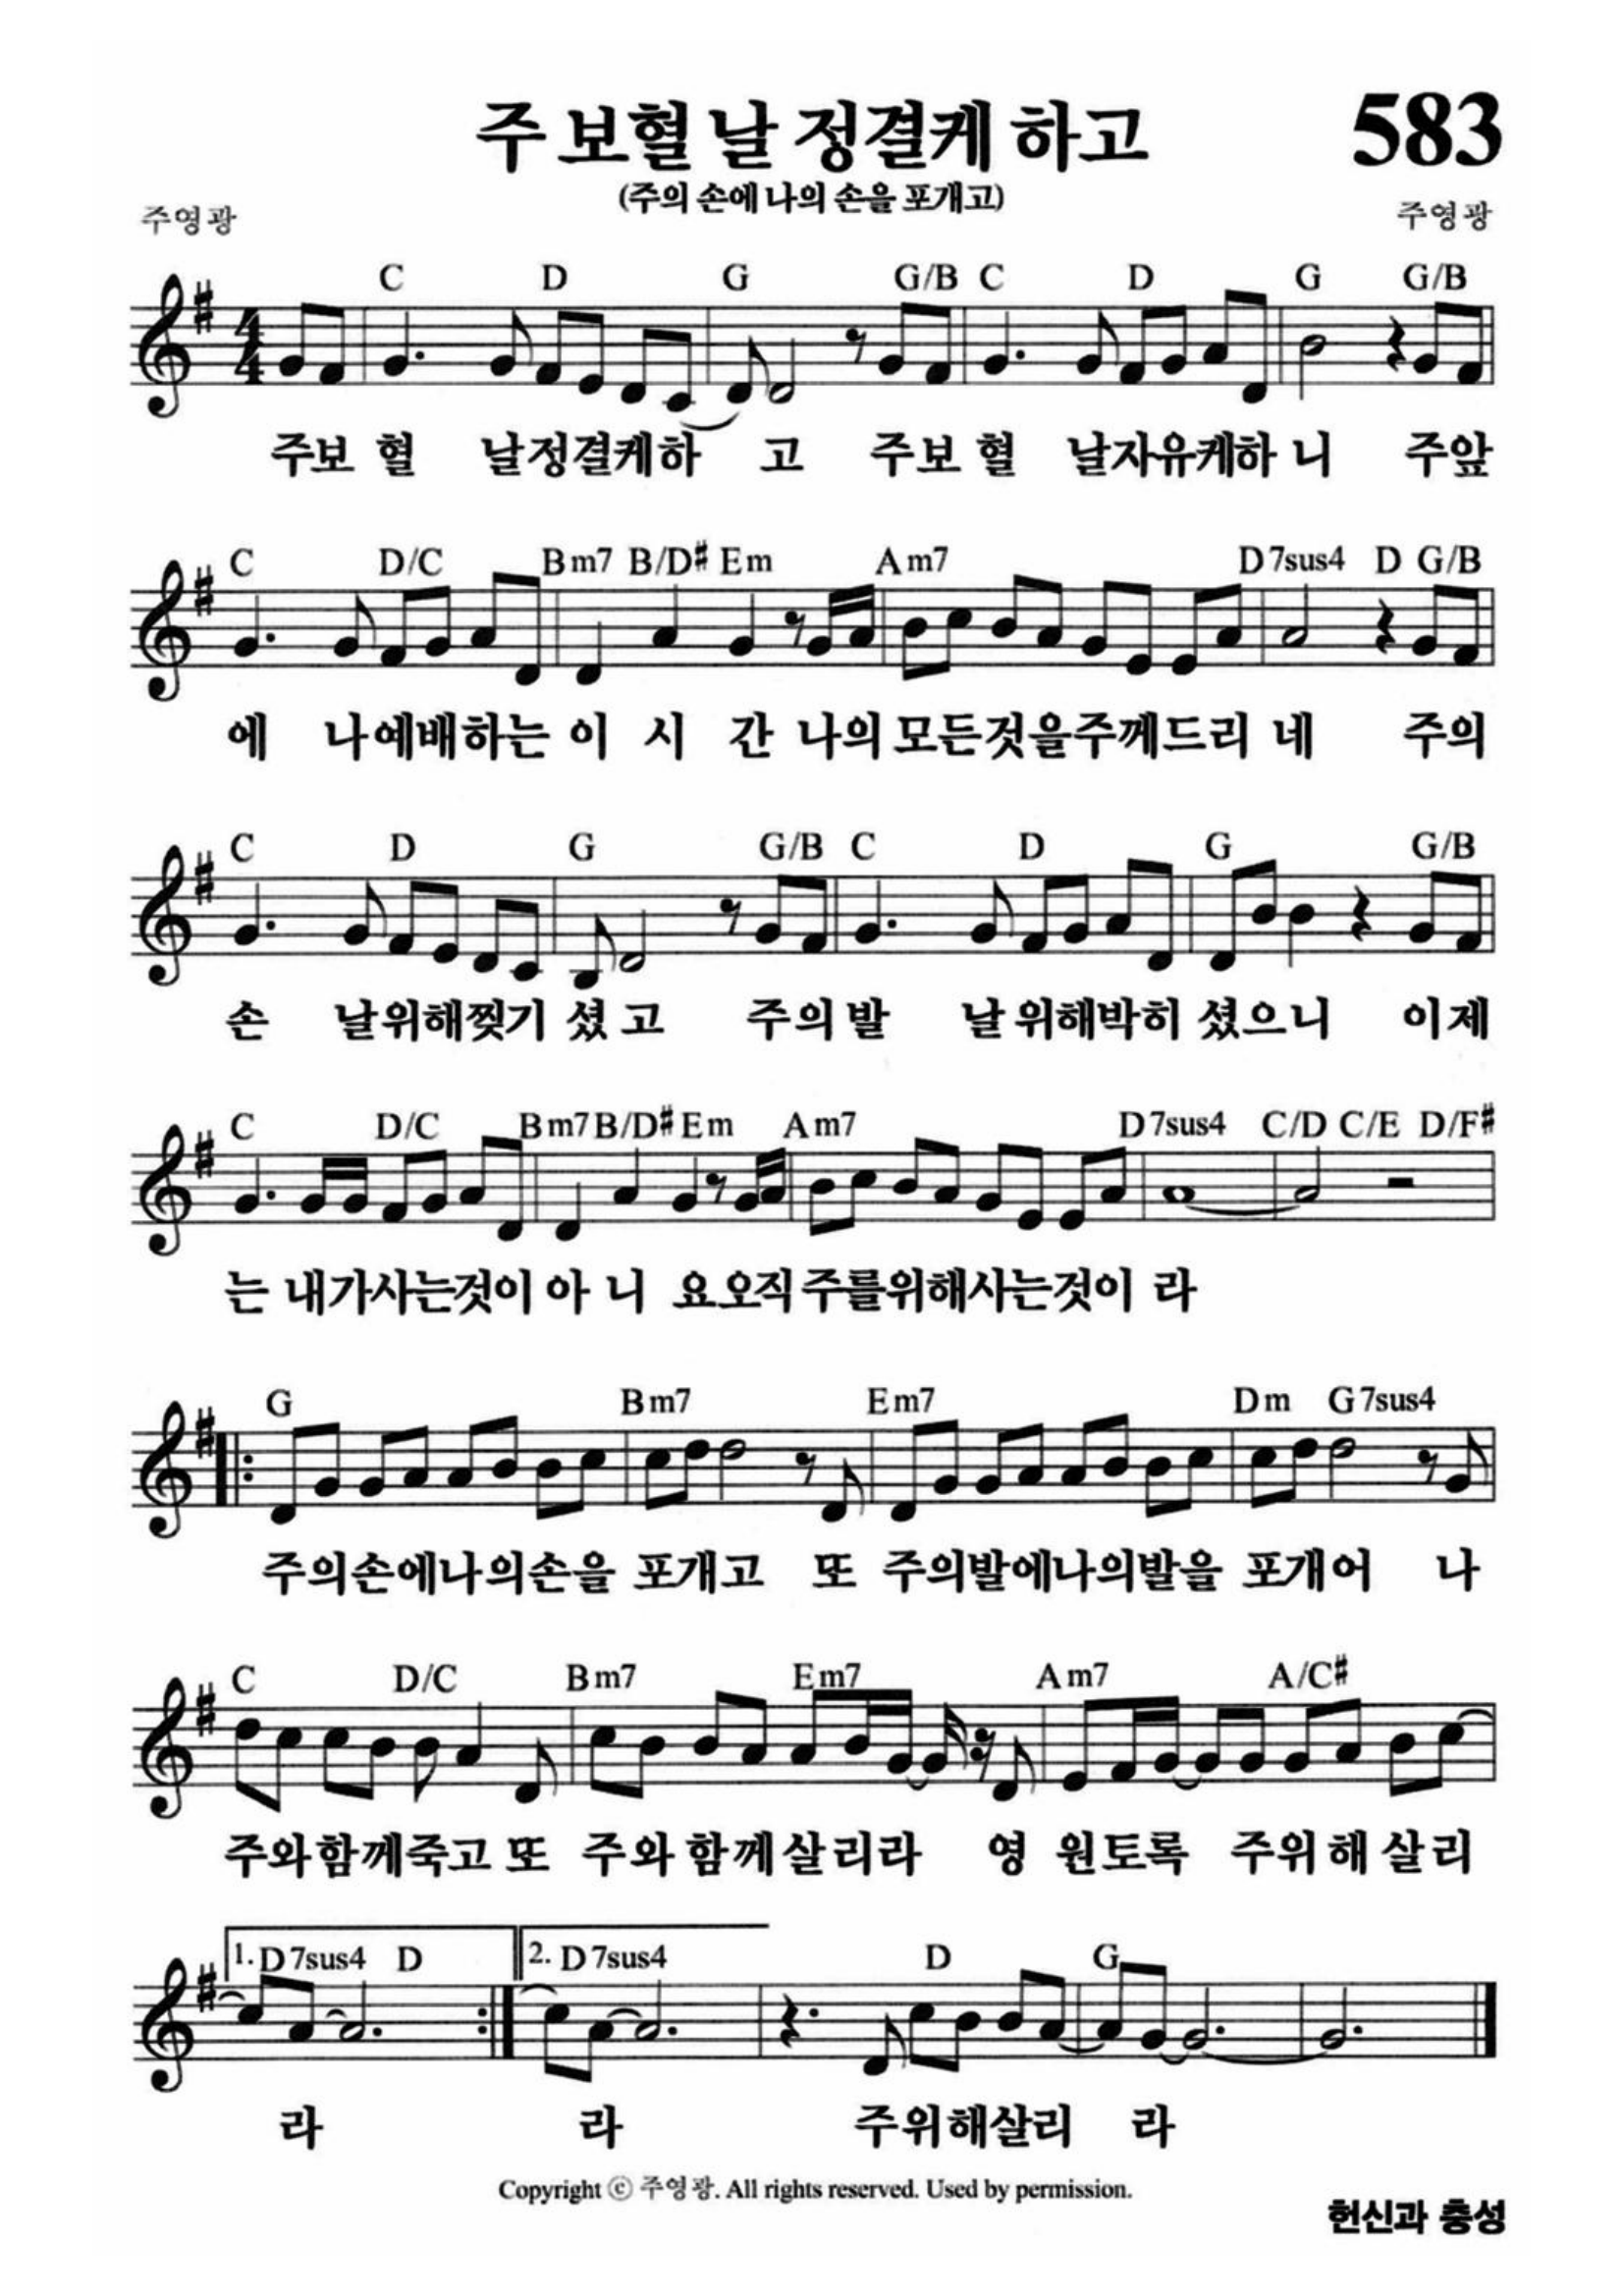 주 보혈 날 정결케 하고
583
(주의 손에 나의 손을 포개고)
주영광
주영광
C D G G/B C D G G/B
주보 혈 날정결케하 고 주보 혈 날자유케하 니 주앞
C D/C Bm7 B/D♯ Em Am7 D7sus4 D G/B
에 나예배하는 이 시 간 나의 모든것을주께드리 네 주의
C D G G/B C D G G/B
손 날위해찢기 셨고 주의 발 날위해박히 셨으니 이제
C D/C Bm7 B/D♯ Em Am7 D7sus4 C/D C/E D/F♯
는 내가사는것이 아 니 요 오직 주를위해사는것이 라
G Bm7 Em7 Dm G7sus4
주의손에나의손을 포개고 또 주의발에나의발을 포개어 나
C D/C Bm7 Em7 Am7 A/C♯
주와함께죽고 또 주와 함께 살리라 영 원토록 주위해 살리
1. D7sus4 D 2. D7sus4 D G
라 라 주위해살리 라
Copyright ⓒ 주영광. All rights reserved. Used by permission.
헌신과 충성